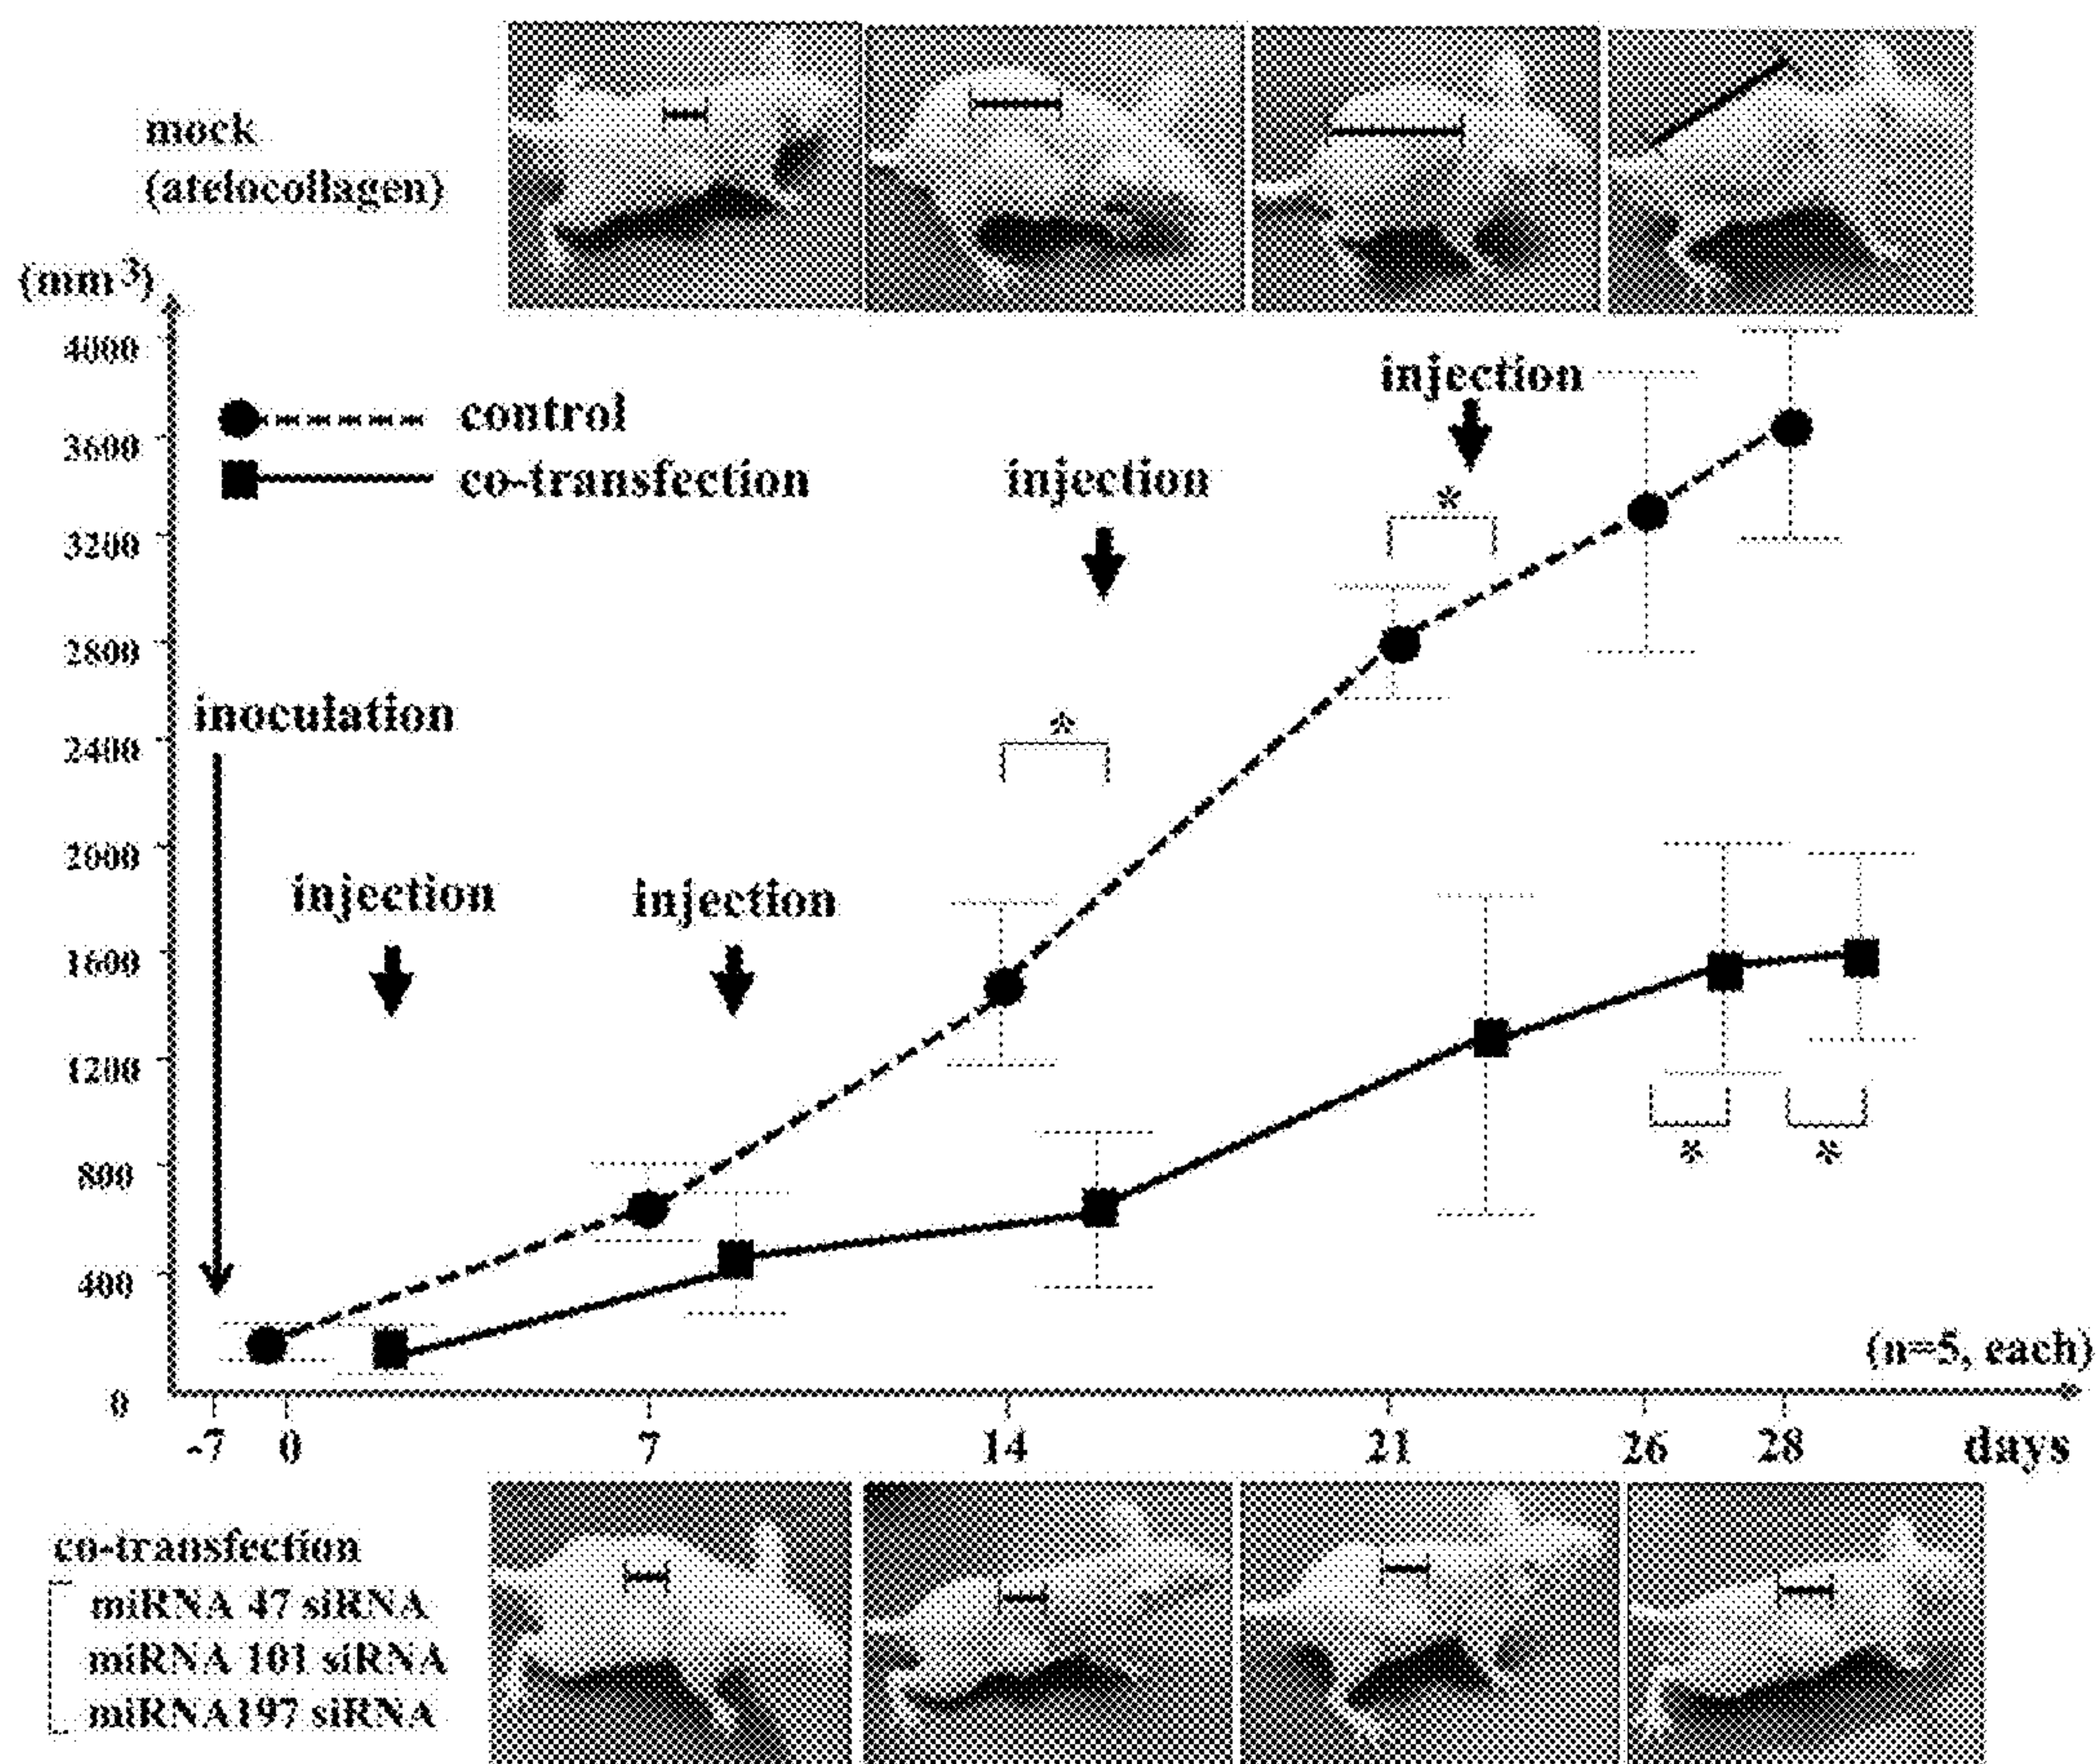 mock
(atelocollagen)
(mm3)
4000
control
injection
3600
co-transfection
injection
*
3200
2800
inoculation
*
2400
2000
injection
injection
1600
1200
*
*
800
400
(n=5, each)
0
-7
0
7
14
21
26
28
days
co-transfection
miRNA 47 siRNA
miRNA 101 siRNA
miRNA197 siRNA